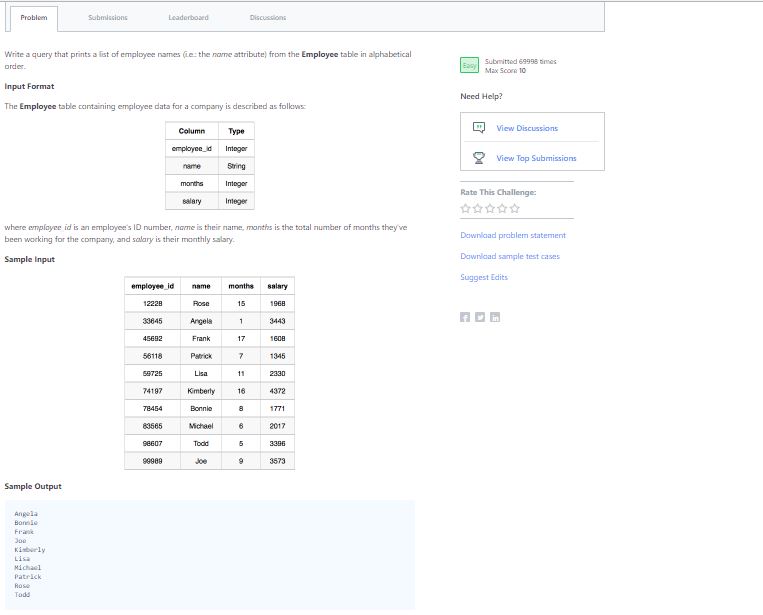 Problem
Submissions
Leaderboard
Discussions
Write a query that prints a list of employee names (i.e.: the name attribute) from the Employee table in alphabetical
order.
Input Format
The Employee table containing employee data for a company is described as follows:
Column Type
employee_id Integer
name String
months Integer
salary Integer
where employee_id is an employee's ID number, name is their name, months is the total number of months they've
been working for the company, and salary is their monthly salary.
Sample Input
employee_id name months salary
12228 Rose 15 1968
33645 Angela 1 3443
45692 Frank 17 1608
56118 Patrick 7 1345
59725 Lisa 11 2330
74197 Kimberly 16 4372
78454 Bonnie 8 1771
83565 Michael 6 2017
98607 Todd 5 3396
99989 Joe 9 3573
Sample Output
Angela
Bonnie
Frank
Joe
Kimberly
Lisa
Michael
Patrick
Rose
Todd
Easy
Submitted 69998 times
Max Score 10
Need Help?
View Discussions
View Top Submissions
Rate This Challenge:
Download problem statement
Download sample test cases
Suggest Edits